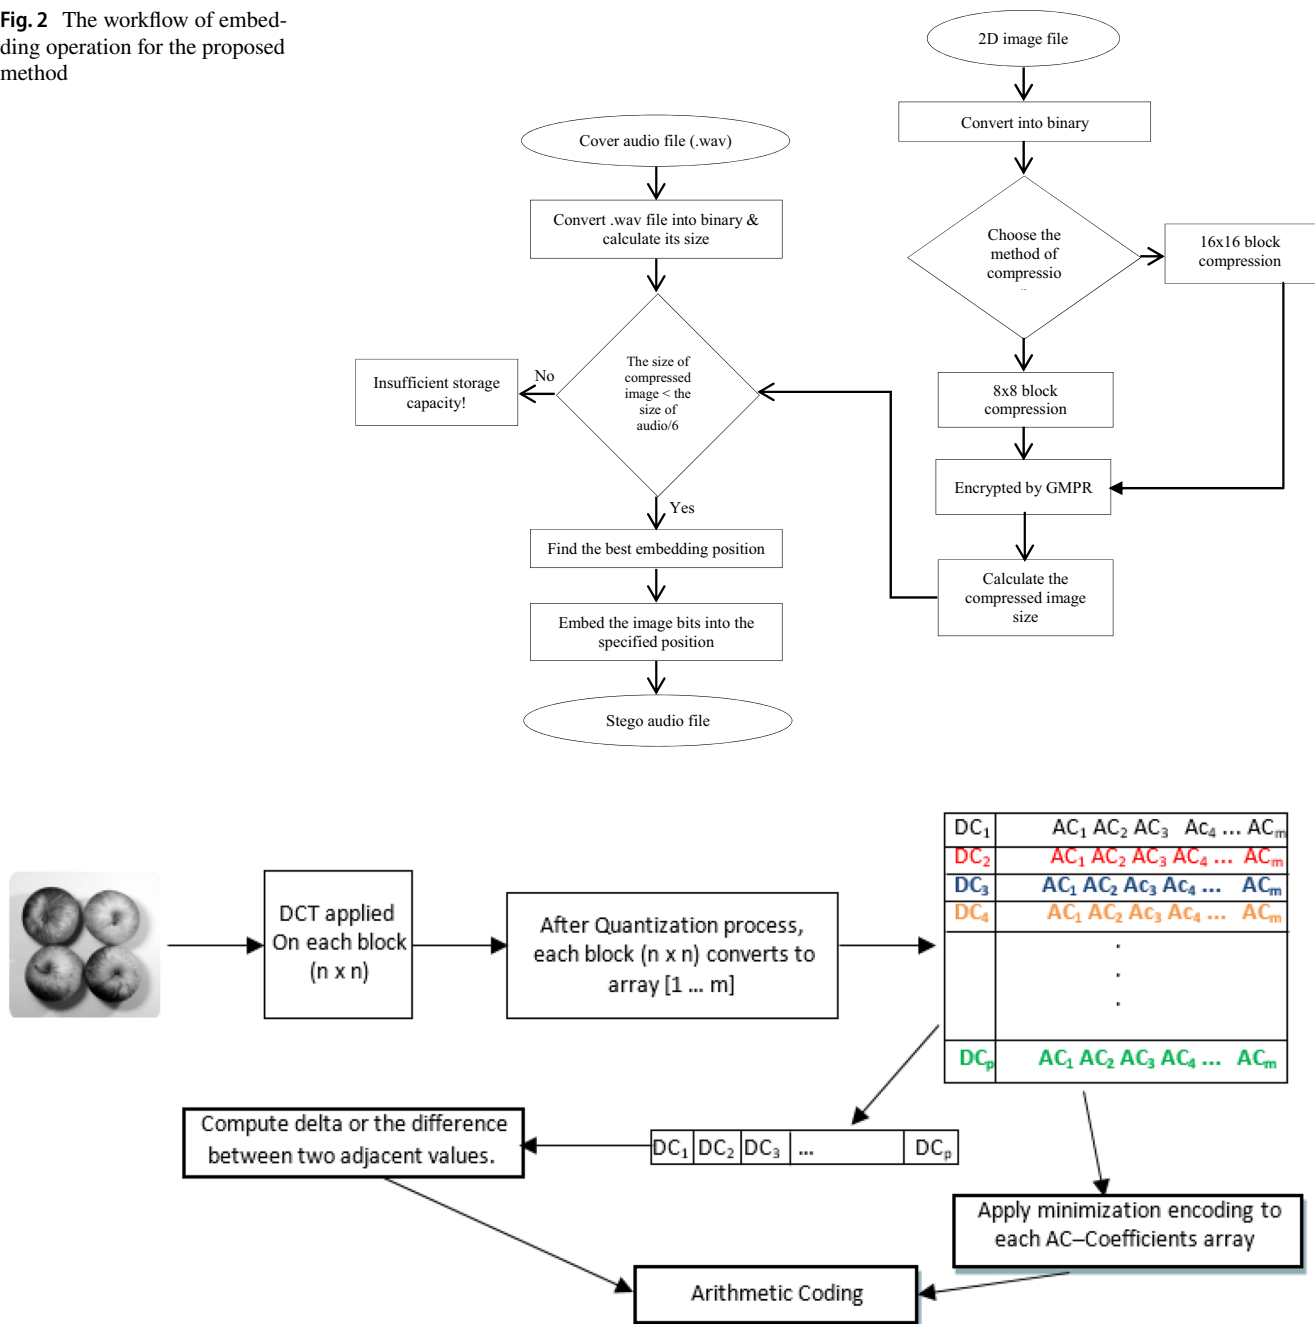 Fig. 2 The workflow of embed-
ding operation for the proposed
method
2D image file
Convert into binary
Choose the
method of
compressio
16x16 block
compression
8x8 block
compression
Encrypted by GMPR
Calculate the
compressed image
size
Cover audio file (.wav)
Convert .wav file into binary &
calculate its size
The size of
compressed
image < the
size of
audio/6
No
Insufficient storage
capacity!
Yes
Find the best embedding position
Embed the image bits into the
specified position
Stego audio file
DCT applied
On each block
(n x n)
After Quantization process,
each block (n x n) converts to
array [1 ... m]
DC1 AC1 AC2 AC3 Ac4 ... ACm
DC2 AC1 AC2 AC3 AC4 ... ACm
DC3 AC1 AC2 Ac3 Ac4 ... ACm
DC4 AC1 AC2 Ac3 Ac4 ... ACm
.
.
.
DCp AC1 AC2 AC3 AC4 ... ACm
DC1 DC2 DC3 ... DCp
Compute delta or the difference
between two adjacent values.
Apply minimization encoding to
each AC–Coefficients array
Arithmetic Coding